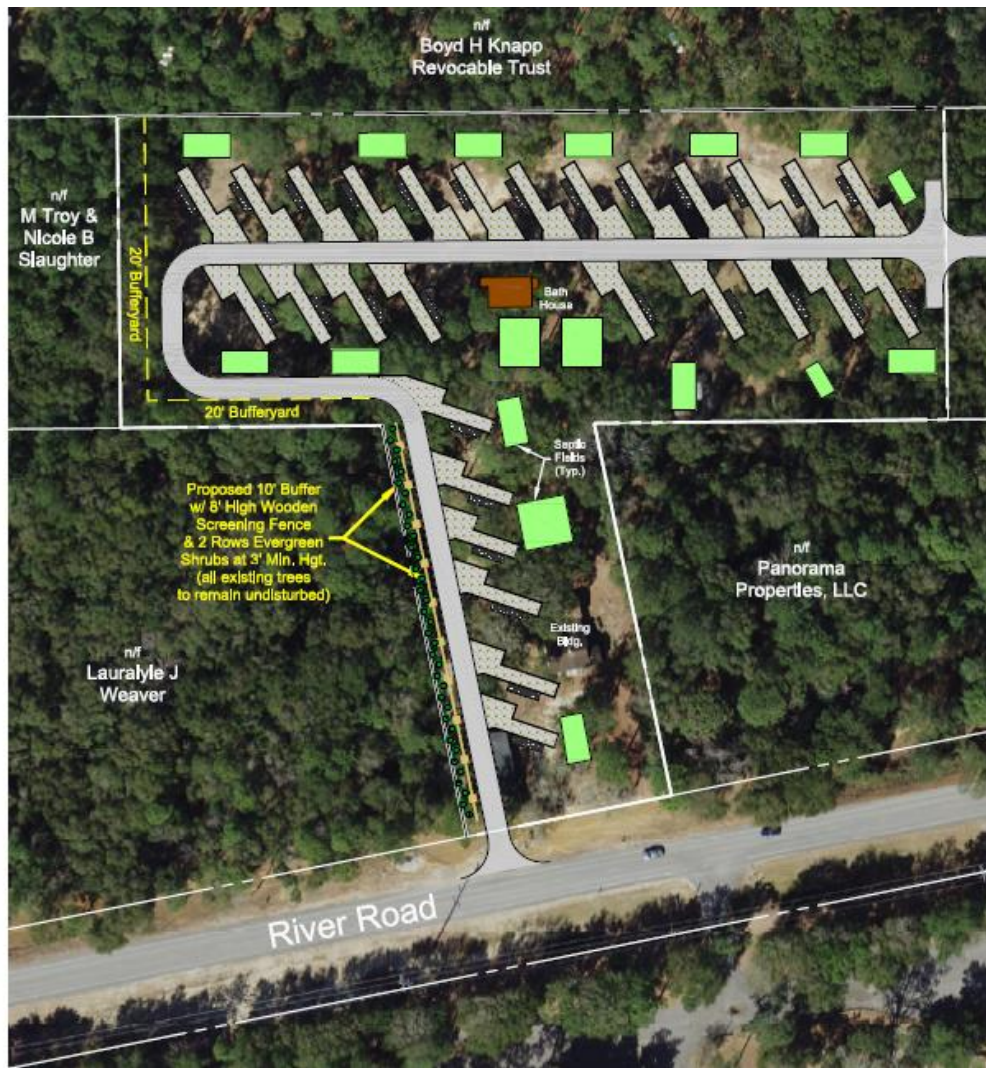 n/f
Boyd H Knapp
Revocable Trust
n/f
M Troy &
Nicole B
Slaughter
20' Bufferyard
Bath
House
20' Bufferyard
Septic
Fields
(Typ.)
Proposed 10' Buffer
w/ 8' High Wooden
Screening Fence
& 2 Rows Evergreen
Shrubs at 3' Min. Hgt.
(all existing trees
to remain undisturbed)
n/f
Panorama
Properties, LLC
Existing
Bldg.
n/f
Lauralyle J
Weaver
River Road